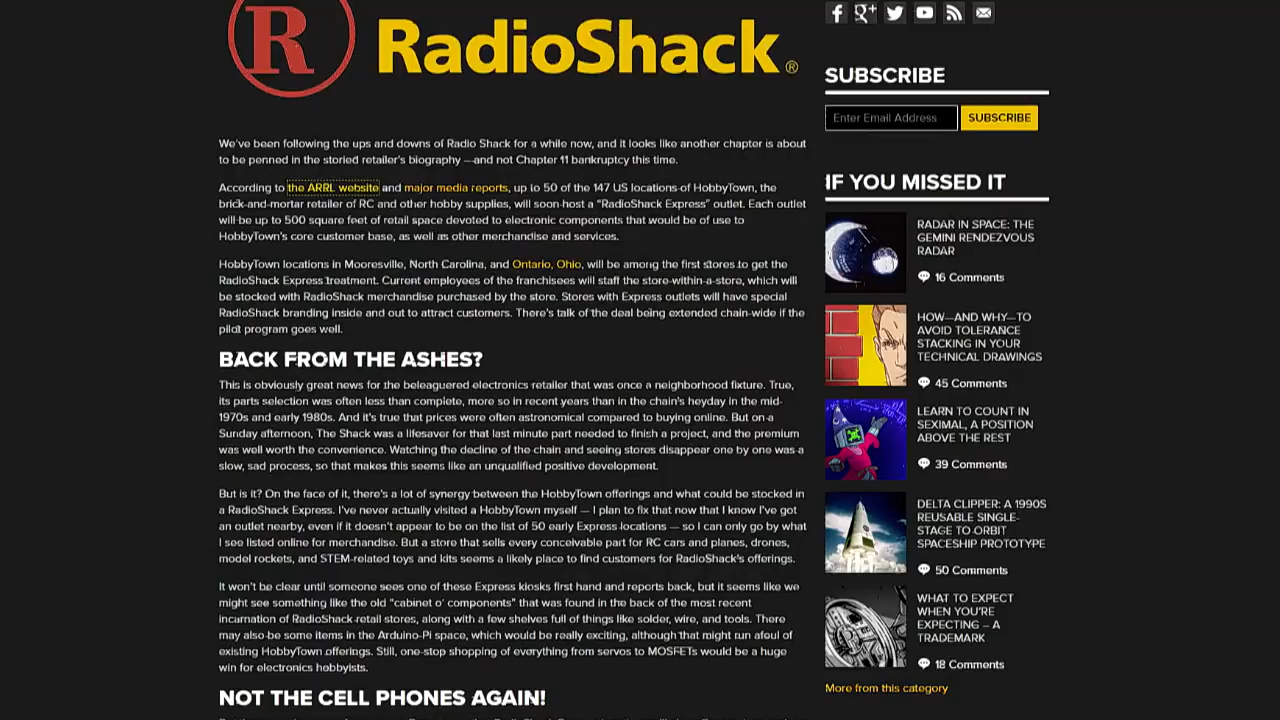 R RadioShack®
We've been following the ups and downs of Radio Shack for a while now, and it looks like another chapter is about
to be penned in the storied retailer's biography — and not Chapter 11 bankruptcy this time.
According to the ARRL website and major media reports, up to 50 of the 147 US locations of HobbyTown, the
brick-and-mortar retailer of RC and other hobby supplies, will soon host a “RadioShack Express” outlet. Each outlet
will be up to 500 square feet of retail space devoted to electronic components that would be of use to
HobbyTown's core customer base, as well as other merchandise and services.
HobbyTown locations in Mooresville, North Carolina, and Ontario, Ohio, will be among the first stores to get the
RadioShack Express treatment. Current employees of the franchisees will staff the store-within-a-store, which will
be stocked with RadioShack merchandise purchased by the store. Stores with Express outlets will have special
RadioShack branding inside and out to attract customers. There's talk of the deal being extended chain-wide if the
pilot program goes well.
BACK FROM THE ASHES?
This is obviously great news for the beleaguered electronics retailer that was once a neighborhood fixture. True,
its parts selection was often less than complete, more so in recent years than in the chain's heyday in the mid-
1970s and early 1980s. And it's true that prices were often astronomical compared to buying online. But on a
Sunday afternoon, The Shack was a lifesaver for that last minute part needed to finish a project, and the premium
was well worth the convenience. Watching the decline of the chain and seeing stores disappear one by one was a
slow, sad process, so that makes this seems like an unqualified positive development.
But is it? On the face of it, there's a lot of synergy between the HobbyTown offerings and what could be stocked in
a RadioShack Express. I've never actually visited a HobbyTown myself — I plan to fix that now that I know I've got
an outlet nearby, even if it doesn't appear to be on the list of 50 early Express locations — so I can only go by what
I see listed online for merchandise. But a store that sells every conceivable part for RC cars and planes, drones,
model rockets, and STEM-related toys and kits seems a likely place to find customers for RadioShack's offerings.
It won't be clear until someone sees one of these Express kiosks first hand and reports back, but it seems like we
might see something like the old “cabinet o' components” that was found in the back of the most recent
incarnation of RadioShack retail stores, along with a few shelves full of things like solder, wire, and tools. There
may also be some items in the Arduino-Pi space, which would be really exciting, although that might run afoul of
existing HobbyTown offerings. Still, one-stop shopping of everything from servos to MOSFETs would be a huge
win for electronics hobbyists.
NOT THE CELL PHONES AGAIN!
SUBSCRIBE
Enter Email Address SUBSCRIBE
IF YOU MISSED IT
RADAR IN SPACE: THE
GEMINI RENDEZVOUS
RADAR
16 Comments
HOW—AND WHY—TO
AVOID TOLERANCE
STACKING IN YOUR
TECHNICAL DRAWINGS
45 Comments
LEARN TO COUNT IN
SEXIMAL, A POSITION
ABOVE THE REST
39 Comments
DELTA CLIPPER: A 1990S
REUSABLE SINGLE-
STAGE TO ORBIT
SPACESHIP PROTOTYPE
50 Comments
WHAT TO EXPECT
WHEN YOU'RE
EXPECTING – A
TRADEMARK
18 Comments
More from this category